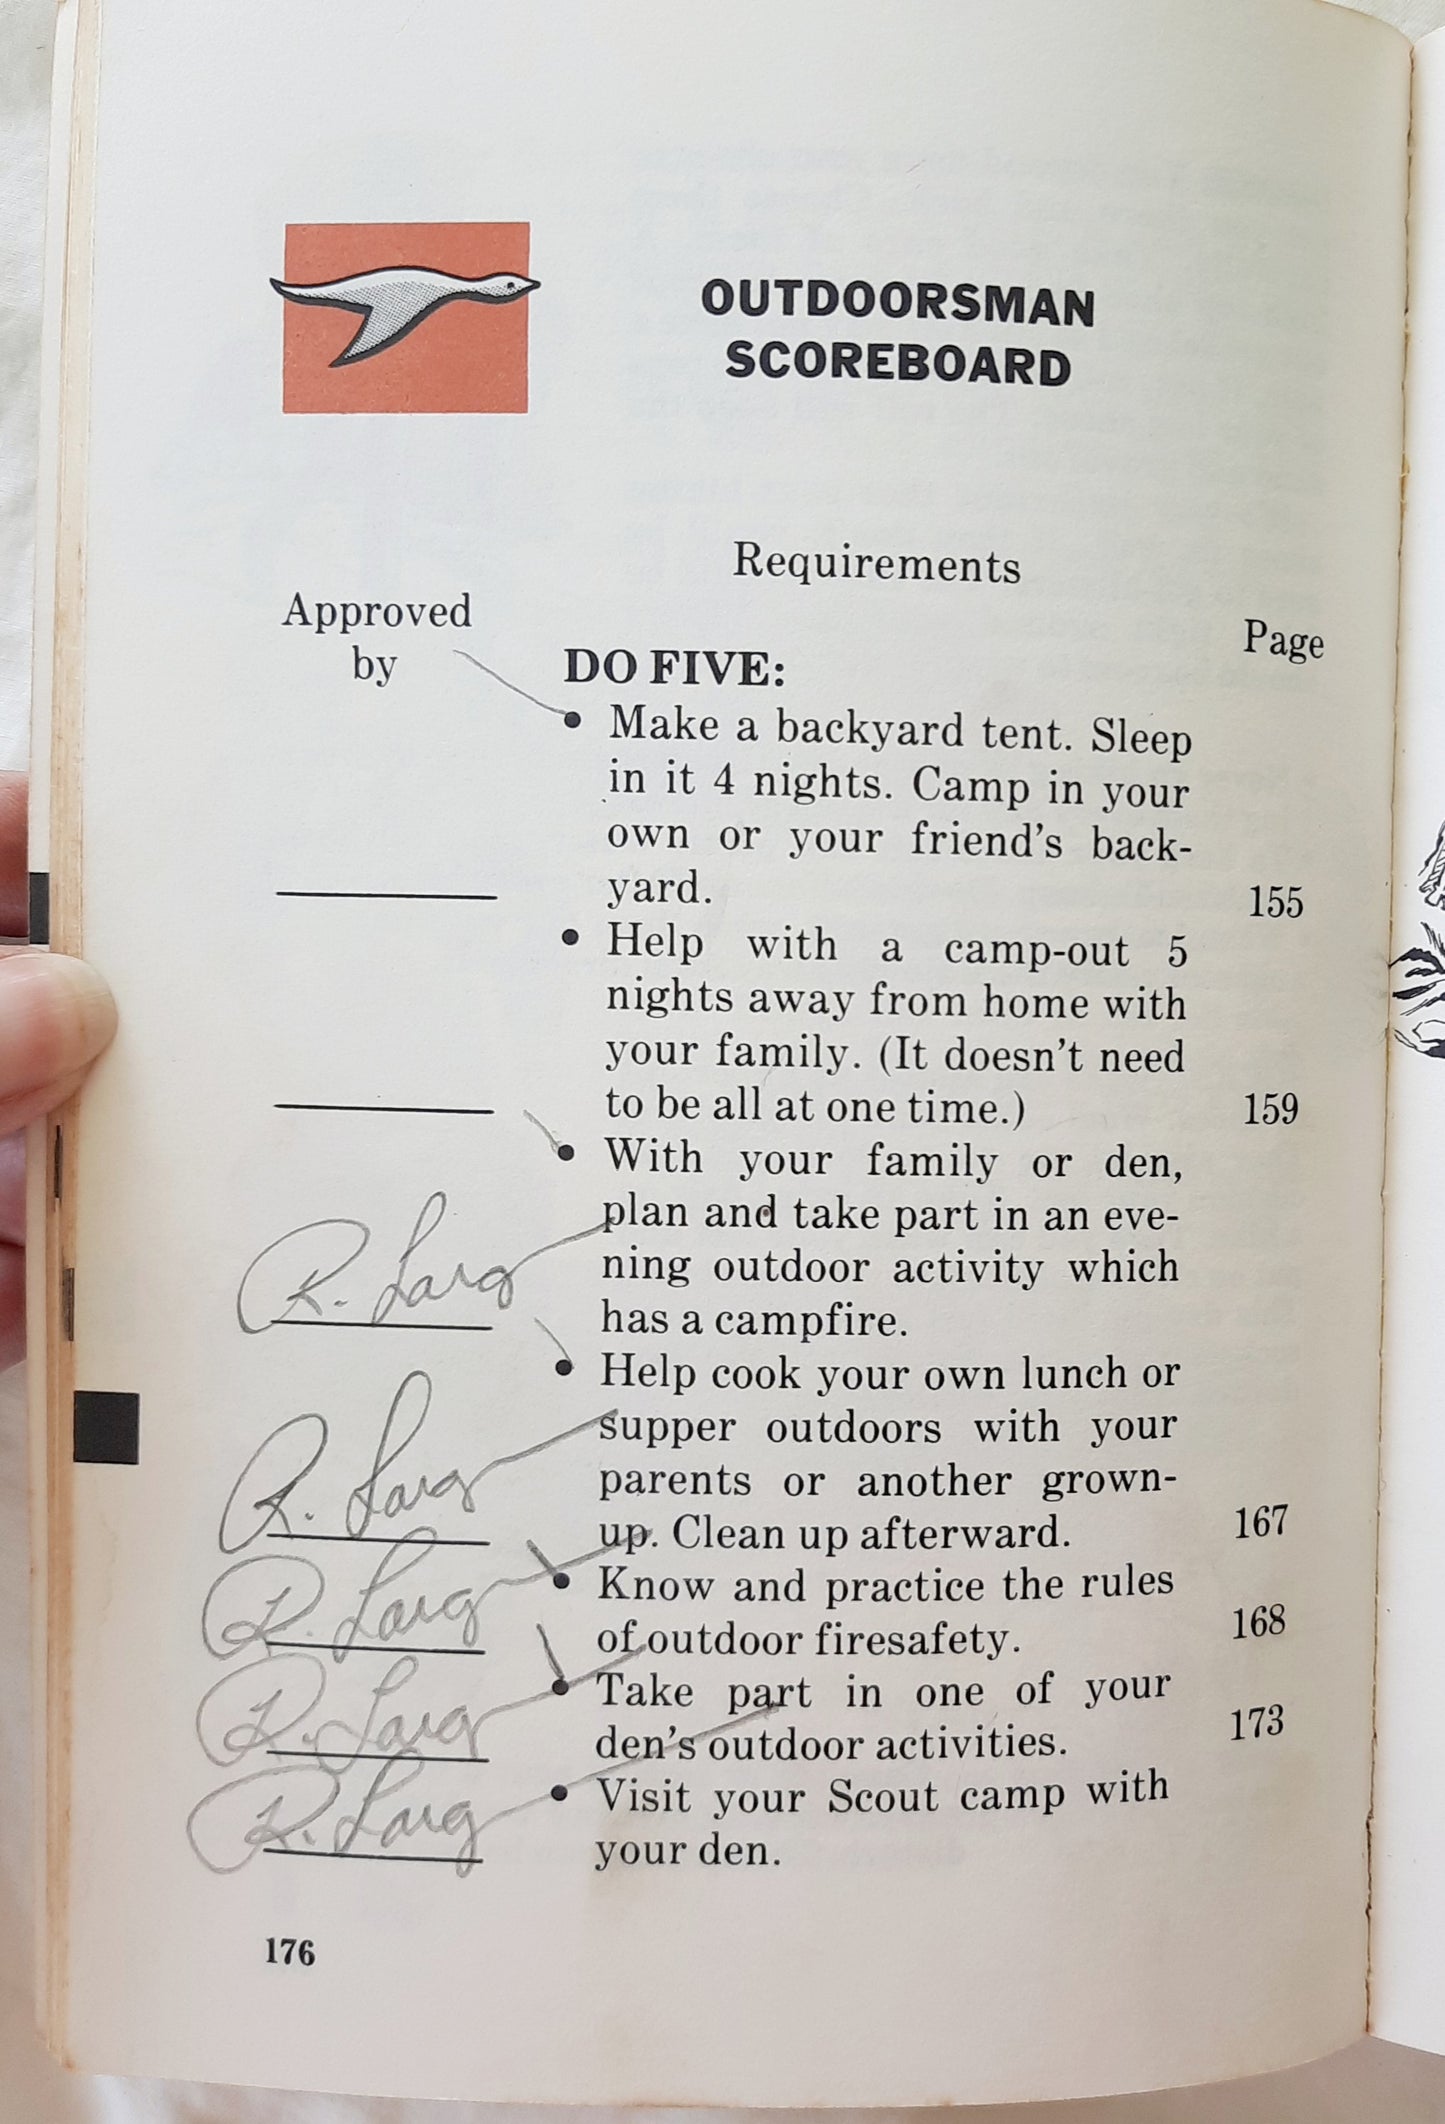 OUTDOORSMAN
SCOREBOARD
Requirements
Approved
by
Page
DO FIVE:
• Make a backyard tent. Sleep
in it 4 nights. Camp in your
own or your friend's back-
yard. 155
• Help with a camp-out 5
nights away from home with
your family. (It doesn't need
to be all at one time.) 159
• With your family or den,
plan and take part in an eve-
ning outdoor activity which
R. Larg
has a campfire.
• Help cook your own lunch or
supper outdoors with your
parents or another grown-
R. Larg
up. Clean up afterward. 167
• Know and practice the rules
R. Larg
of outdoor firesafety. 168
• Take part in one of your
R. Larg
den's outdoor activities. 173
• Visit your Scout camp with
R. Larg
your den.
176